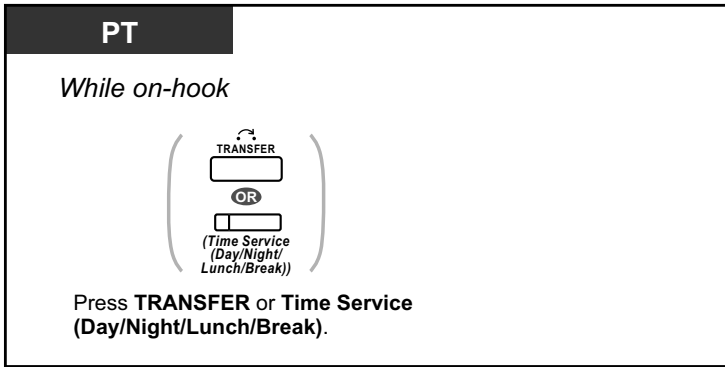 PT
While on-hook
TRANSFER
OR
(Time Service
(Day/Night/
Lunch/Break))
Press TRANSFER or Time Service
(Day/Night/Lunch/Break).